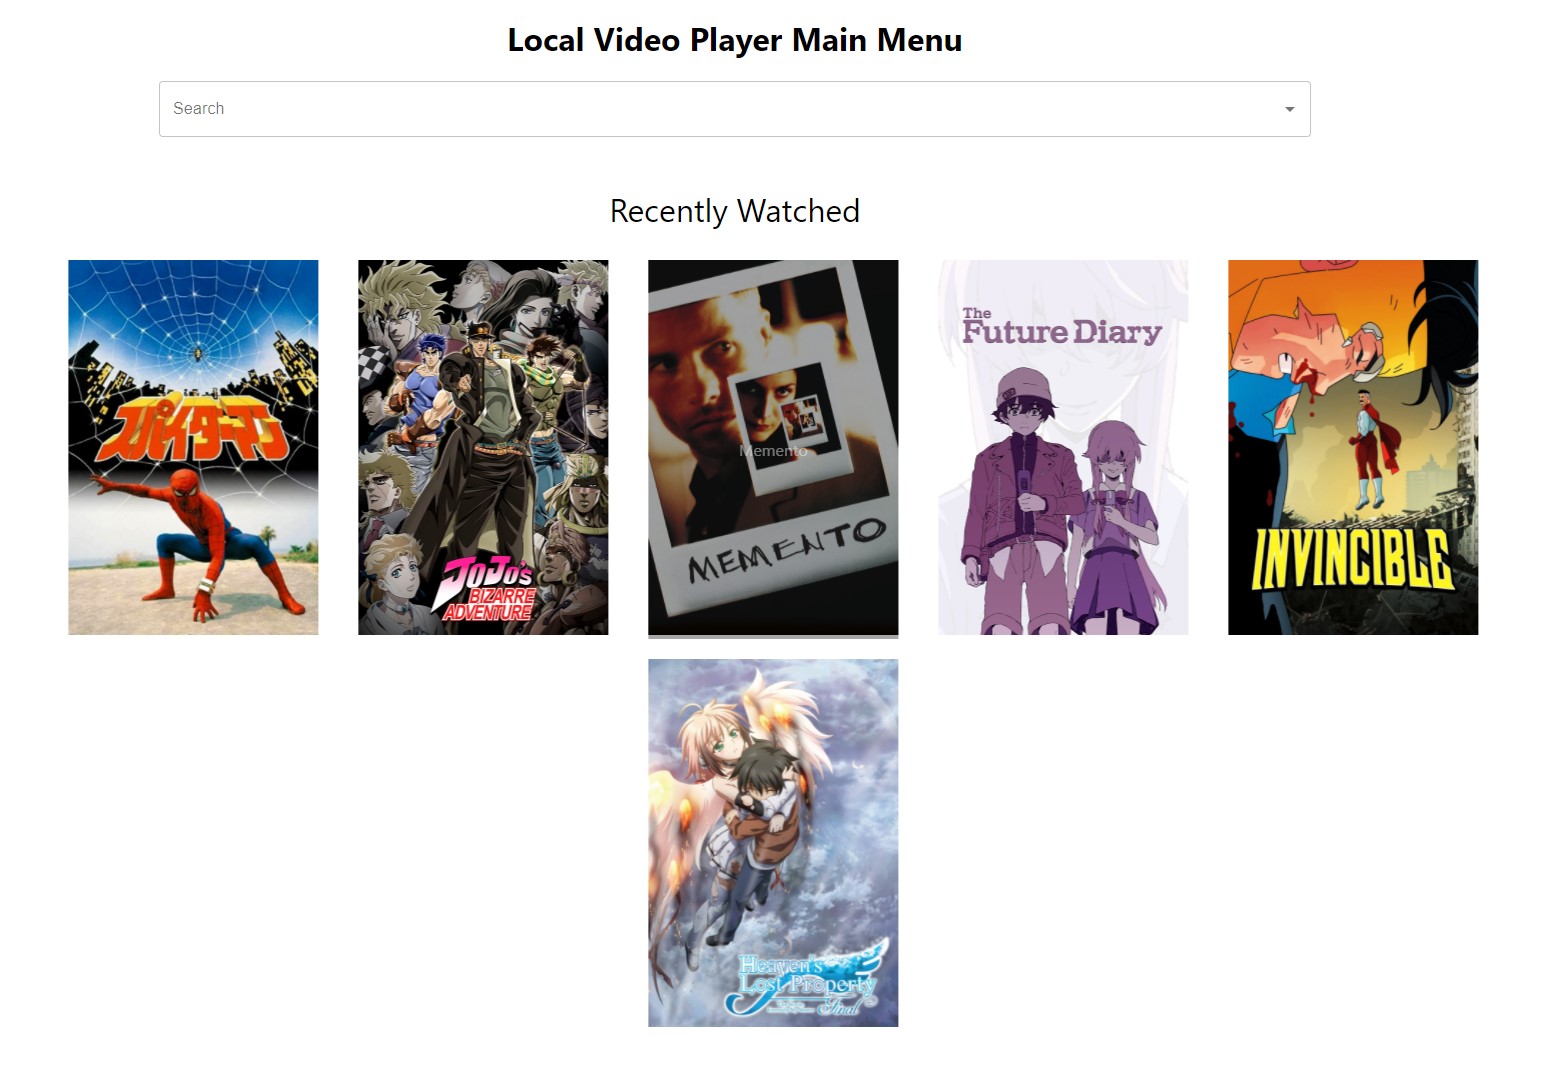 Local Video Player Main Menu
Search
Recently Watched
スパイダーマン
JoJo's
BIZARRE
ADVENTURE
Memento
MEMENTO
The
Future Diary
INVINCIBLE
Heaven's
Lost Property
Final